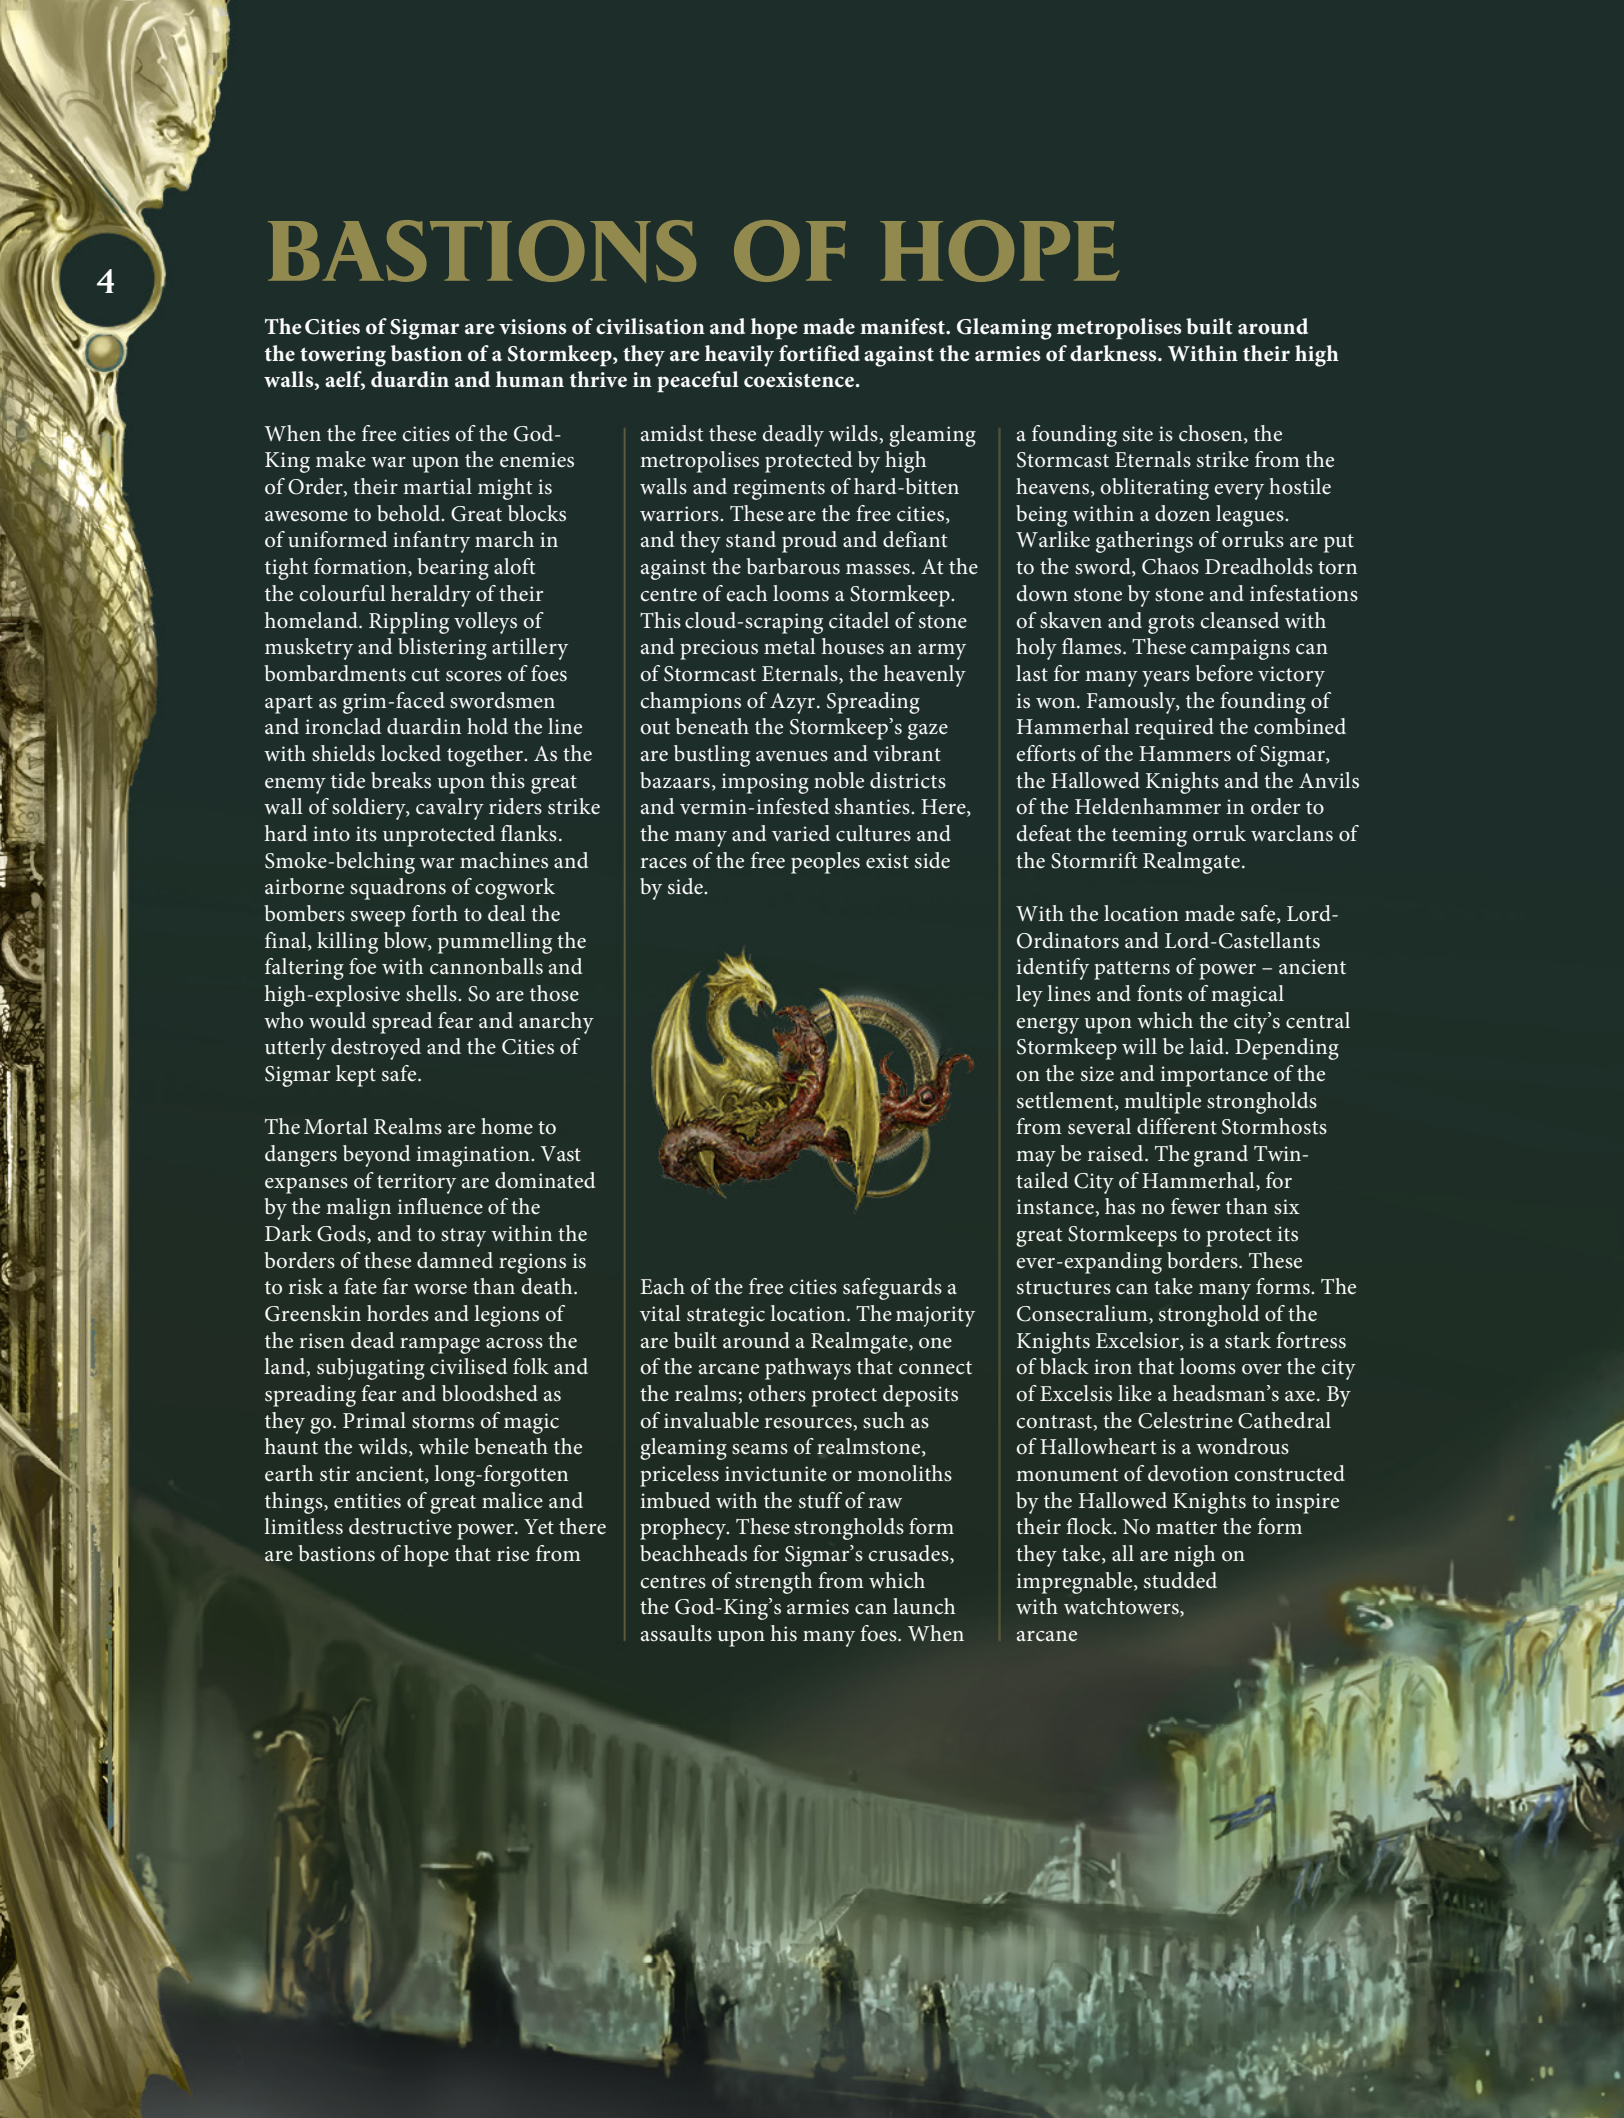 4
BASTIONS OF HOPE
The Cities of Sigmar are visions of civilisation and hope made manifest. Gleaming metropolises built around
the towering bastion of a Stormkeep, they are heavily fortified against the armies of darkness. Within their high
walls, aelf, duardin and human thrive in peaceful coexistence.
When the free cities of the God-
King make war upon the enemies
of Order, their martial might is
awesome to behold. Great blocks
of uniformed infantry march in
tight formation, bearing aloft
the colourful heraldry of their
homeland. Rippling volleys of
musketry and blistering artillery
bombardments cut scores of foes
apart as grim-faced swordsmen
and ironclad duardin hold the line
with shields locked together. As the
enemy tide breaks upon this great
wall of soldiery, cavalry riders strike
hard into its unprotected flanks.
Smoke-belching war machines and
airborne squadrons of cogwork
bombers sweep forth to deal the
final, killing blow, pummelling the
faltering foe with cannonballs and
high-explosive shells. So are those
who would spread fear and anarchy
utterly destroyed and the Cities of
Sigmar kept safe.
The Mortal Realms are home to
dangers beyond imagination. Vast
expanses of territory are dominated
by the malign influence of the
Dark Gods, and to stray within the
borders of these damned regions is
to risk a fate far worse than death.
Greenskin hordes and legions of
the risen dead rampage across the
land, subjugating civilised folk and
spreading fear and bloodshed as
they go. Primal storms of magic
haunt the wilds, while beneath the
earth stir ancient, long-forgotten
things, entities of great malice and
limitless destructive power. Yet there
are bastions of hope that rise from
amidst these deadly wilds, gleaming
metropolises protected by high
walls and regiments of hard-bitten
warriors. These are the free cities,
and they stand proud and defiant
against the barbarous masses. At the
centre of each looms a Stormkeep.
This cloud-scraping citadel of stone
and precious metal houses an army
of Stormcast Eternals, the heavenly
champions of Azyr. Spreading
out beneath the Stormkeep's gaze
are bustling avenues and vibrant
bazaars, imposing noble districts
and vermin-infested shanties. Here,
the many and varied cultures and
races of the free peoples exist side
by side.
Each of the free cities safeguards a
vital strategic location. The majority
are built around a Realmgate, one
of the arcane pathways that connect
the realms; others protect deposits
of invaluable resources, such as
gleaming seams of realmstone,
priceless invictunite or monoliths
imbued with the stuff of raw
prophecy. These strongholds form
beachheads for Sigmar's crusades,
centres of strength from which
the God-King's armies can launch
assaults upon his many foes. When
a founding site is chosen, the
Stormcast Eternals strike from the
heavens, obliterating every hostile
being within a dozen leagues.
Warlike gatherings of orruks are put
to the sword, Chaos Dreadholds torn
down stone by stone and infestations
of skaven and grots cleansed with
holy flames. These campaigns can
last for many years before victory
is won. Famously, the founding of
Hammerhal required the combined
efforts of the Hammers of Sigmar,
the Hallowed Knights and the Anvils
of the Heldenhammer in order to
defeat the teeming orruk warclans of
the Stormrift Realmgate.
With the location made safe, Lord-
Ordinators and Lord-Castellants
identify patterns of power – ancient
ley lines and fonts of magical
energy upon which the city's central
Stormkeep will be laid. Depending
on the size and importance of the
settlement, multiple strongholds
from several different Stormhosts
may be raised. The grand Twin-
tailed City of Hammerhal, for
instance, has no fewer than six
great Stormkeeps to protect its
ever-expanding borders. These
structures can take many forms. The
Consecralium, stronghold of the
Knights Excelsior, is a stark fortress
of black iron that looms over the city
of Excelsis like a headsman's axe. By
contrast, the Celestrine Cathedral
of Hallowheart is a wondrous
monument of devotion constructed
by the Hallowed Knights to inspire
their flock. No matter the form
they take, all are nigh on
impregnable, studded
with watchtowers,
arcane